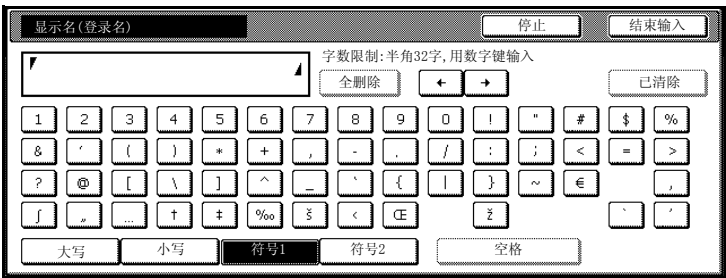 显示名(登录名) 停止 结束输入
字数限制:半角32字,用数字键输入
全删除 ← → 已清除
1 2 3 4 5 6 7 8 9 0 ! " # $ %
& ´ ( ) * + , - . / : ; < = >
? @ [ \ ] ^ _ ` { | } ~ € ‚
ʃ „ … † ‡ ‰ š ‹ Œ ž ` ´
大写 小写 符号1 符号2 空格